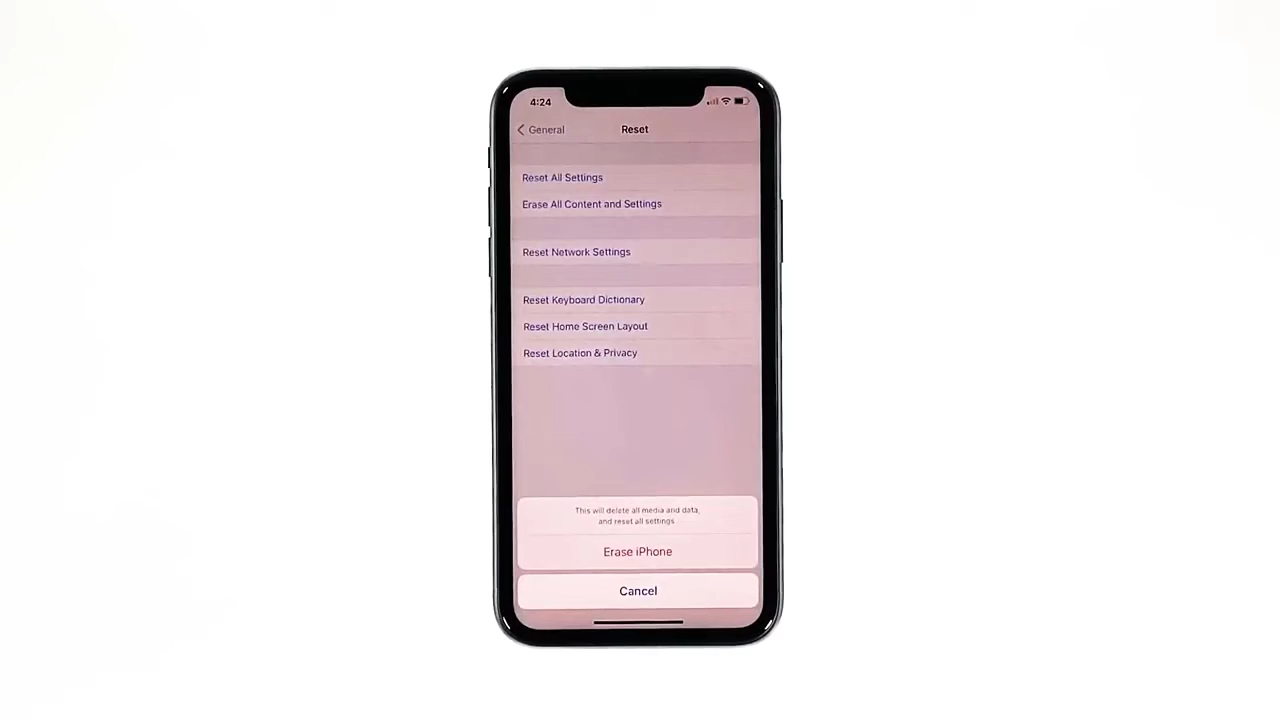 4:24
General
Reset
Reset All Settings
Erase All Content and Settings
Reset Network Settings
Reset Keyboard Dictionary
Reset Home Screen Layout
Reset Location & Privacy
This will delete all media and data,
and reset all settings
Erase iPhone
Cancel